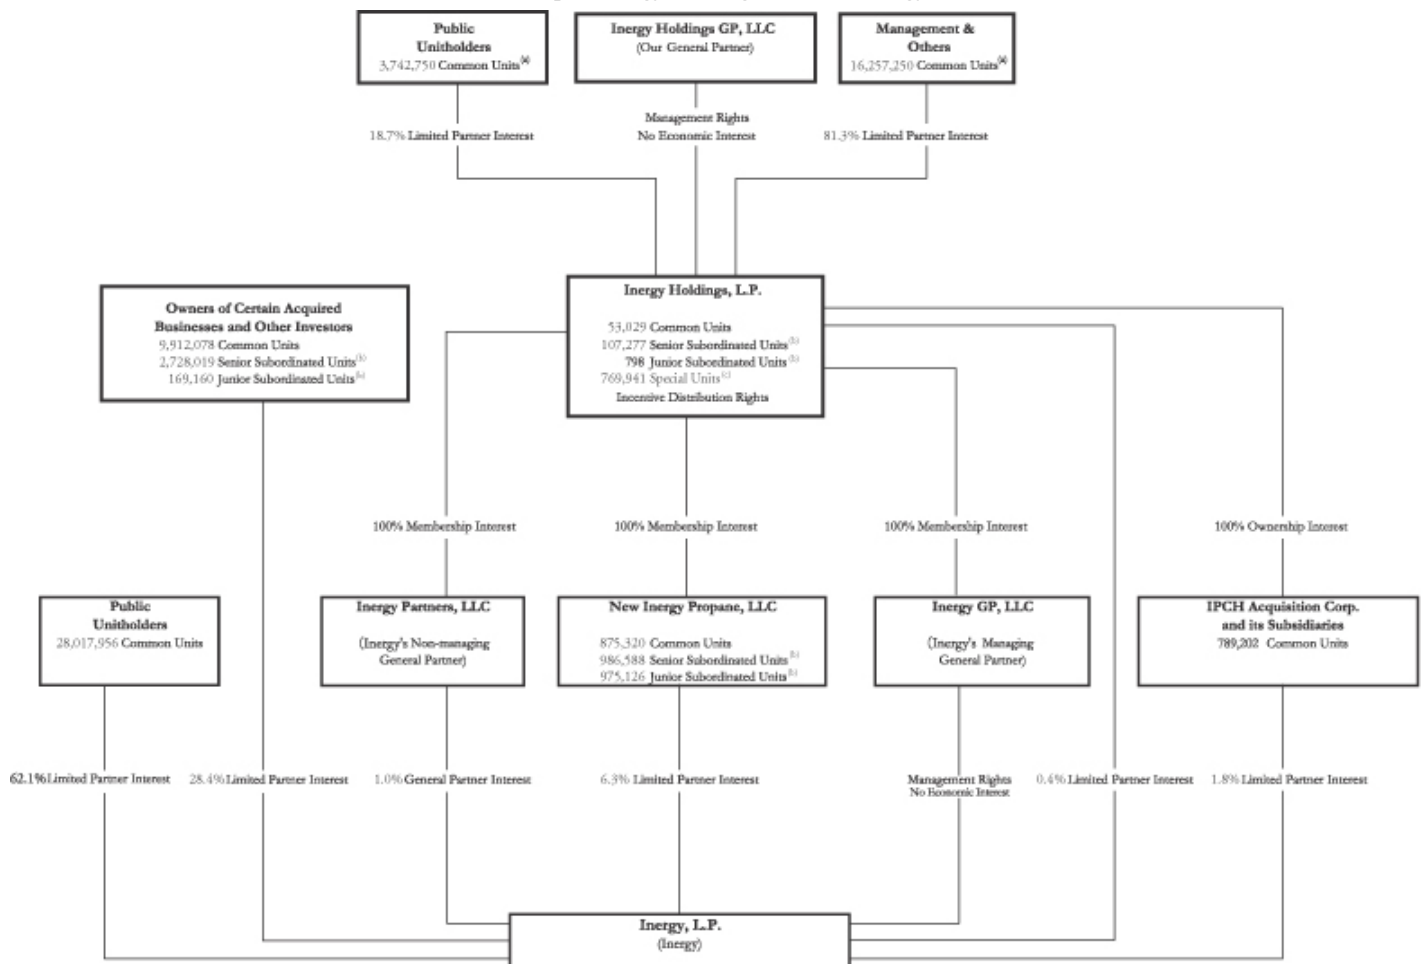 Public
Unitholders
3,742,750 Common Units(a)
Inergy Holdings GP, LLC
(Our General Partner)
Management &
Others
16,257,250 Common Units(a)
18.7% Limited Partner Interest
Management Rights
No Economic Interest
81.3% Limited Partner Interest
Owners of Certain Acquired
Businesses and Other Investors
9,912,078 Common Units
2,728,019 Senior Subordinated Units(b)
169,160 Junior Subordinated Units(b)
Inergy Holdings, L.P.
53,029 Common Units
107,277 Senior Subordinated Units(b)
798 Junior Subordinated Units(b)
769,941 Special Units(c)
Incentive Distribution Rights
100% Membership Interest
100% Membership Interest
100% Membership Interest
100% Ownership Interest
Public
Unitholders
28,017,956 Common Units
Inergy Partners, LLC
(Inergy's Non-managing
General Partner)
New Inergy Propane, LLC
875,320 Common Units
986,588 Senior Subordinated Units(b)
975,126 Junior Subordinated Units(b)
Inergy GP, LLC
(Inergy's Managing
General Partner)
IPCH Acquisition Corp.
and its Subsidiaries
789,202 Common Units
62.1% Limited Partner Interest
28.4% Limited Partner Interest
1.0% General Partner Interest
6.3% Limited Partner Interest
Management Rights
No Economic Interest
0.4% Limited Partner Interest
1.8% Limited Partner Interest
Inergy, L.P.
(Inergy)